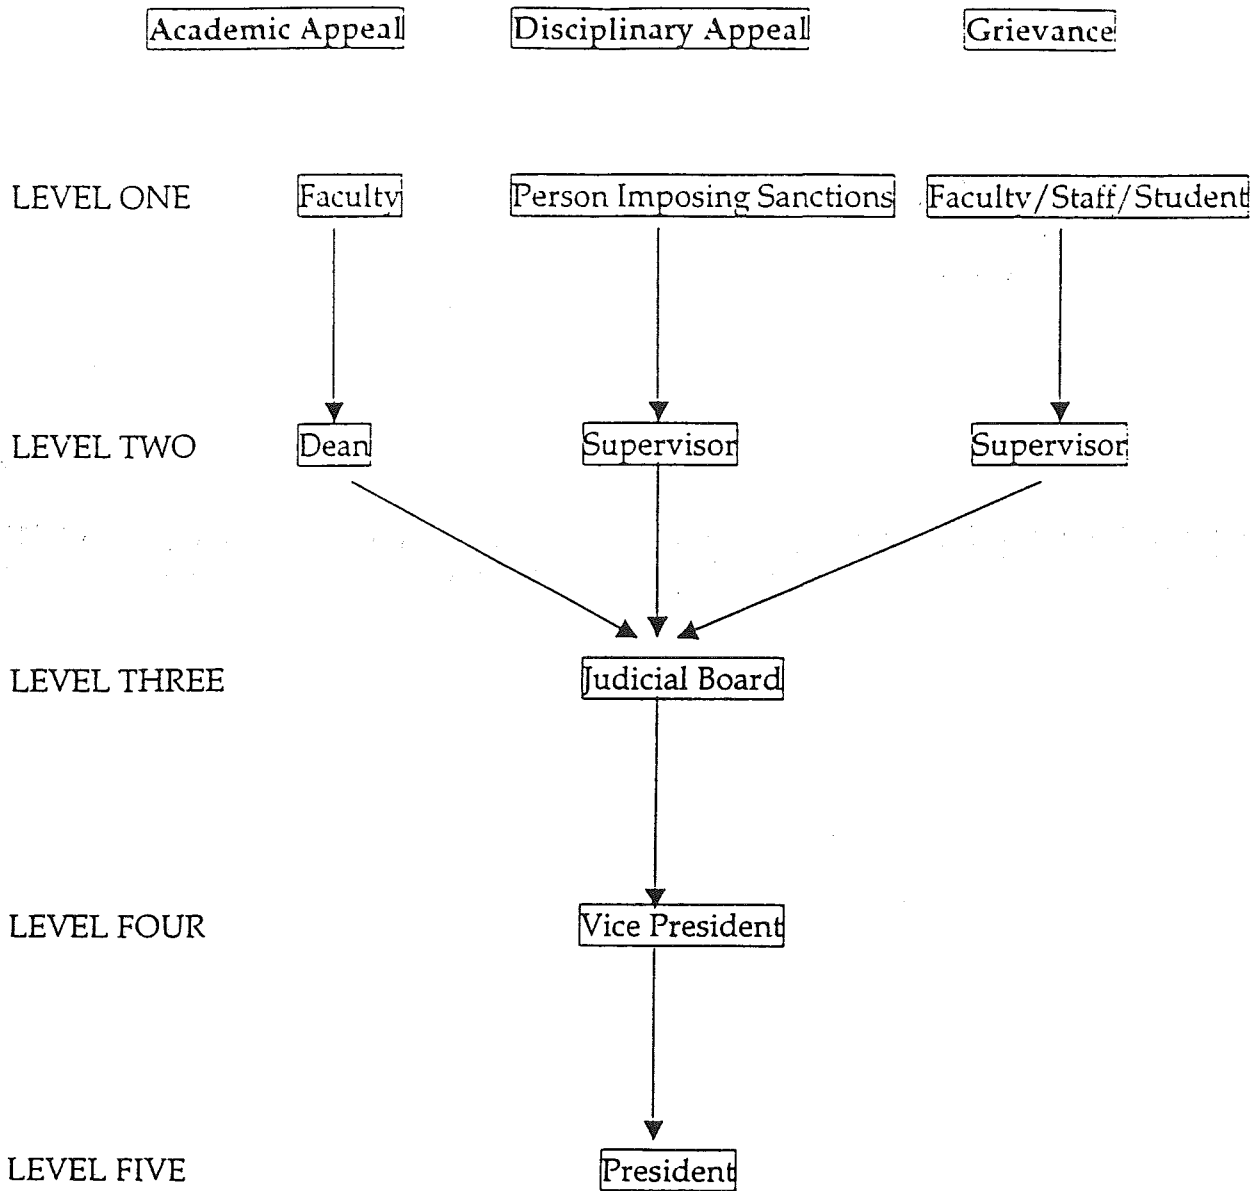 Academic Appeal Disciplinary Appeal Grievance
LEVEL ONE Faculty Person Imposing Sanctions Faculty/Staff/Student
LEVEL TWO Dean Supervisor Supervisor
LEVEL THREE Judicial Board
LEVEL FOUR Vice President
LEVEL FIVE President